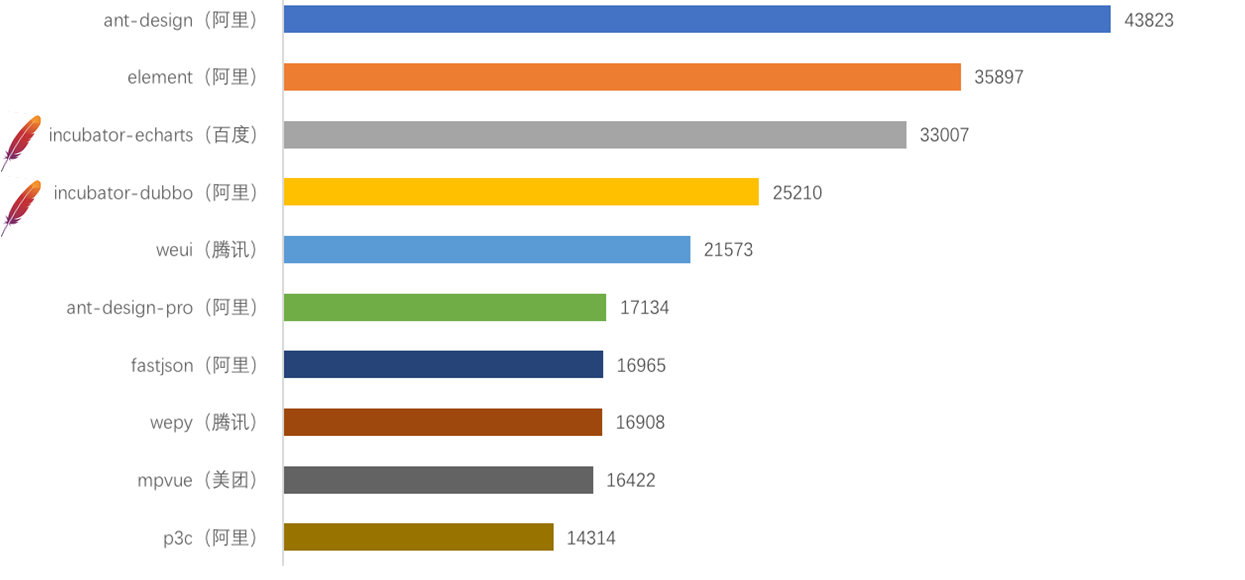 ant-design（阿里） 43823
element（阿里） 35897
incubator-echarts（百度） 33007
incubator-dubbo（阿里） 25210
weui（腾讯） 21573
ant-design-pro（阿里） 17134
fastjson（阿里） 16965
wepy（腾讯） 16908
mpvue（美团） 16422
p3c（阿里） 14314